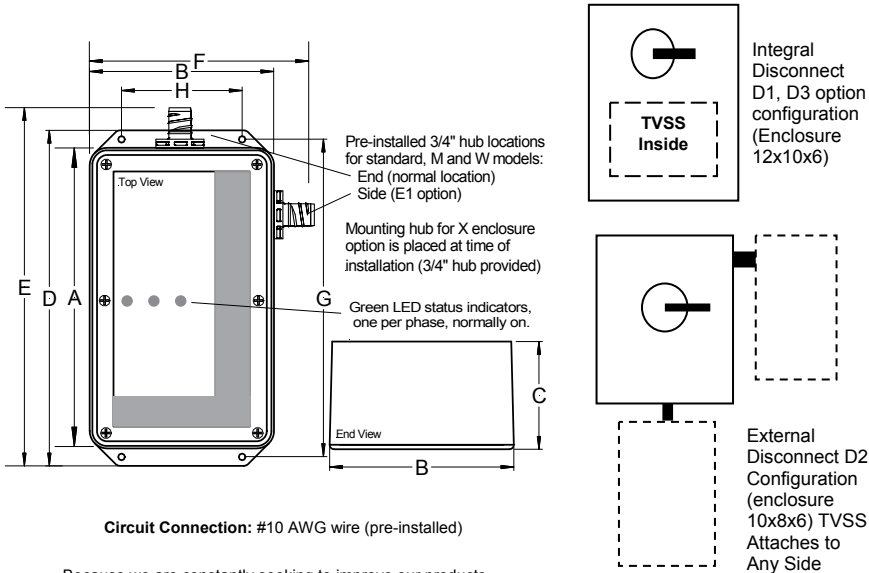 F
B
H
E
D
A
G
.Top View
Pre-installed 3/4" hub locations
for standard, M and W models:
End (normal location)
Side (E1 option)
Mounting hub for X enclosure
option is placed at time of
installation (3/4" hub provided)
Green LED status indicators,
one per phase, normally on.
End View
C
B
Circuit Connection: #10 AWG wire (pre-installed)
TVSS
Inside
Integral
Disconnect
D1, D3 option
configuration
(Enclosure
12x10x6)
External
Disconnect D2
Configuration
(enclosure
10x8x6) TVSS
Attaches to
Any Side